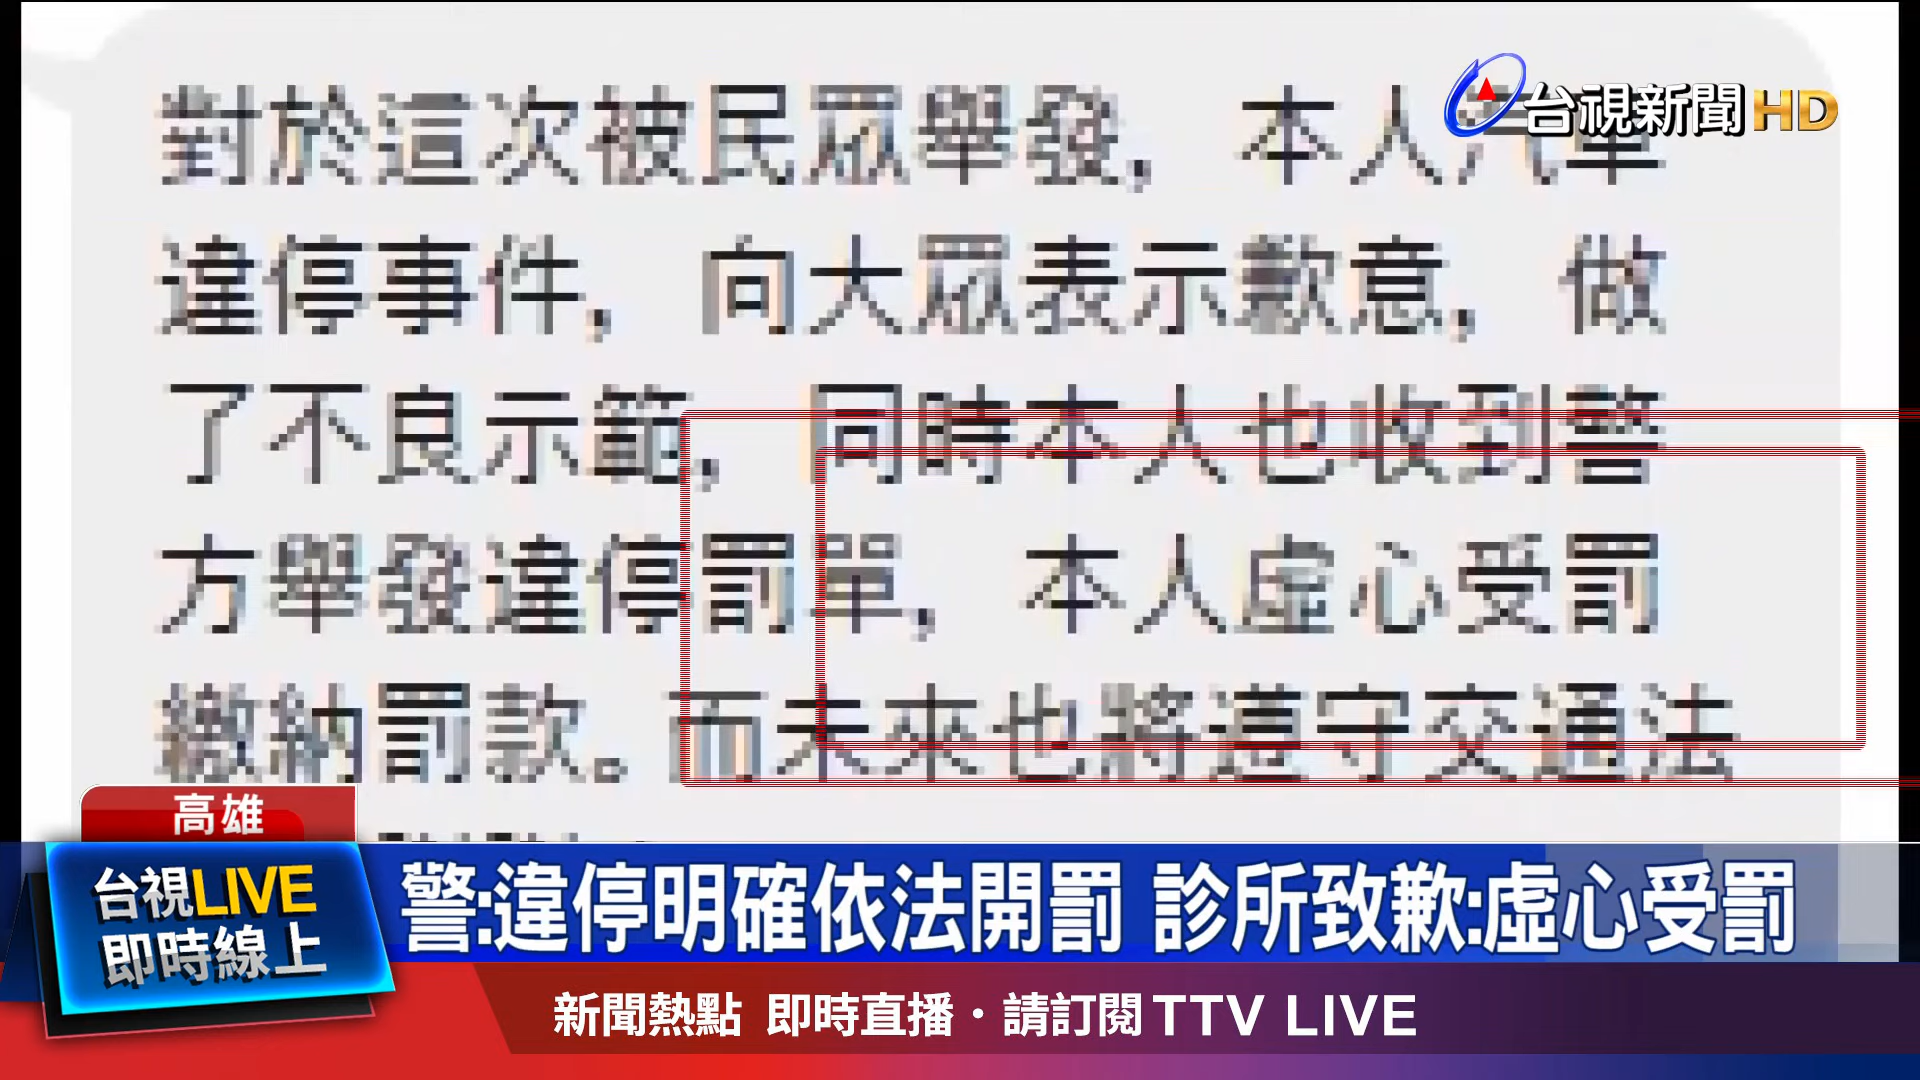 對於這次被民眾舉發，本人汽車
台視新聞HD
違停事件，向大眾表示歉意，做
了不良示範，同時本人也收到警
方舉發違停罰單，本人虛心受罰
繳納罰款。而未來也將遵守交通法
高雄
台視LIVE
即時線上
警:違停明確依法開罰 診所致歉:虛心受罰
新聞熱點 即時直播・請訂閱TTV LIVE